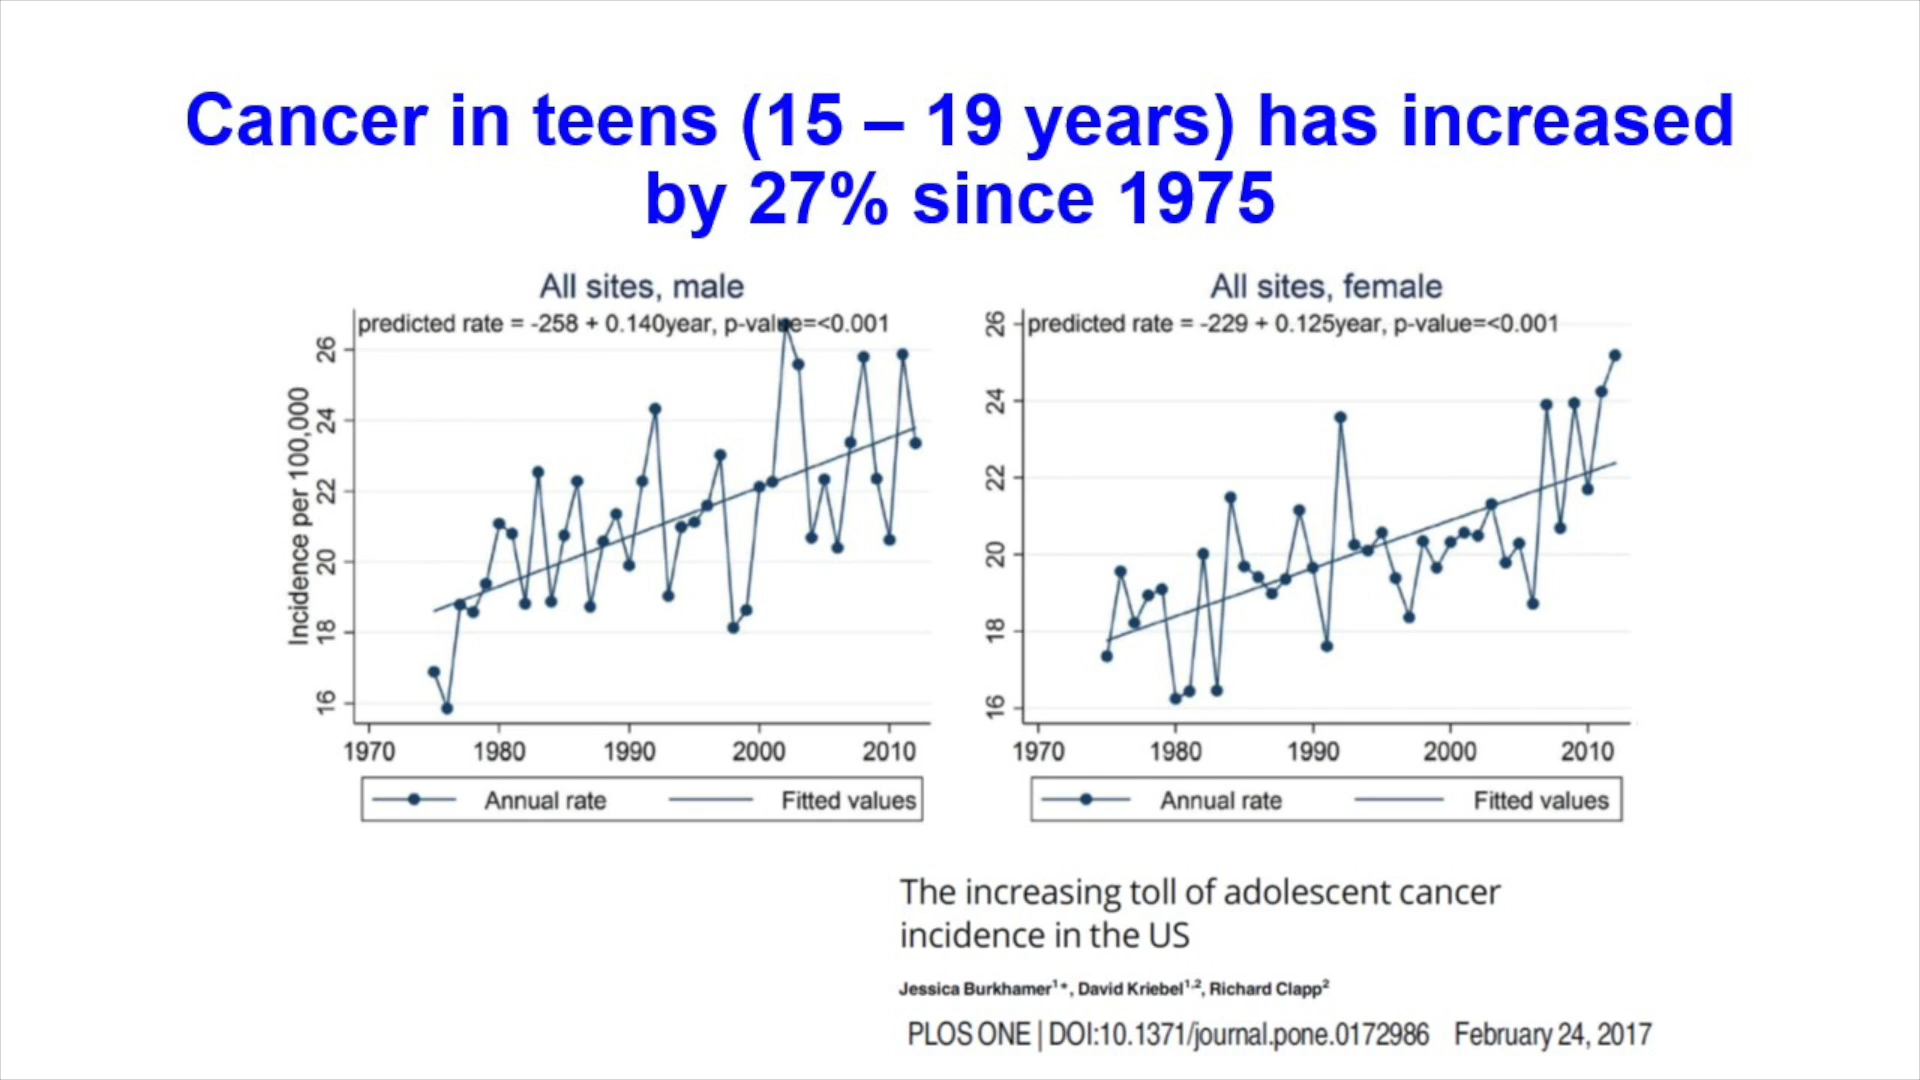 Cancer in teens (15 – 19 years) has increased
by 27% since 1975
All sites, male
predicted rate = -258 + 0.140year, p-value=<0.001
Incidence per 100,000
26
24
22
20
18
16
1970 1980 1990 2000 2010
Annual rate Fitted values
All sites, female
predicted rate = -229 + 0.125year, p-value=<0.001
26
24
22
20
18
16
1970 1980 1990 2000 2010
Annual rate Fitted values
The increasing toll of adolescent cancer
incidence in the US
Jessica Burkhamer¹*, David Kriebel¹·², Richard Clapp²
PLOS ONE | DOI:10.1371/journal.pone.0172986 February 24, 2017